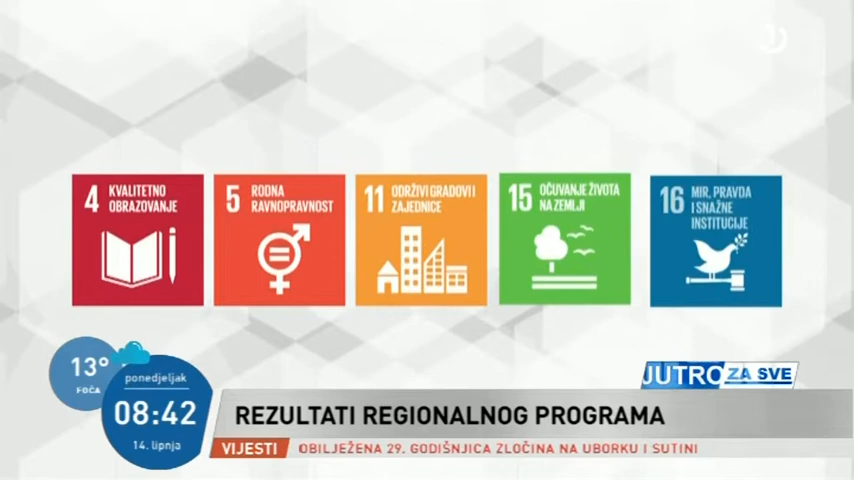 4 KVALITETNO
OBRAZOVANJE
5 RODNA
RAVNOPRAVNOST
11 ODRŽIVI GRADOVI I
ZAJEDNICE
15 OČUVANJE ŽIVOTA
NA ZEMLJI
16 MIR, PRAVDA
I SNAŽNE
INSTITUCIJE
13°
FOČA
ponedjeljak
08:42
14. lipnja
JUTRO ZA SVE
REZULTATI REGIONALNOG PROGRAMA
VIJESTI OBILJEŽENA 29. GODIŠNJICA ZLOČINA NA UBORKU I SUTINI